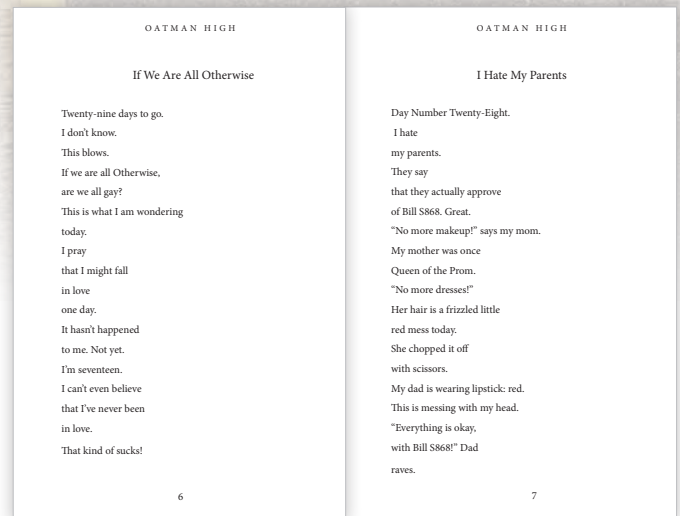 OATMAN HIGH
If We Are All Otherwise
Twenty-nine days to go.
I don't know.
This blows.
If we are all Otherwise,
are we all gay?
This is what I am wondering
today.
I pray
that I might fall
in love
one day.
It hasn't happened
to me. Not yet.
I'm seventeen.
I can't even believe
that I've never been
in love.
That kind of sucks!
6
OATMAN HIGH
I Hate My Parents
Day Number Twenty-Eight.
I hate
my parents.
They say
that they actually approve
of Bill S868. Great.
“No more makeup!” says my mom.
My mother was once
Queen of the Prom.
“No more dresses!”
Her hair is a frizzled little
red mess today.
She chopped it off
with scissors.
My dad is wearing lipstick: red.
This is messing with my head.
“Everything is okay,
with Bill S868!” Dad
raves.
7